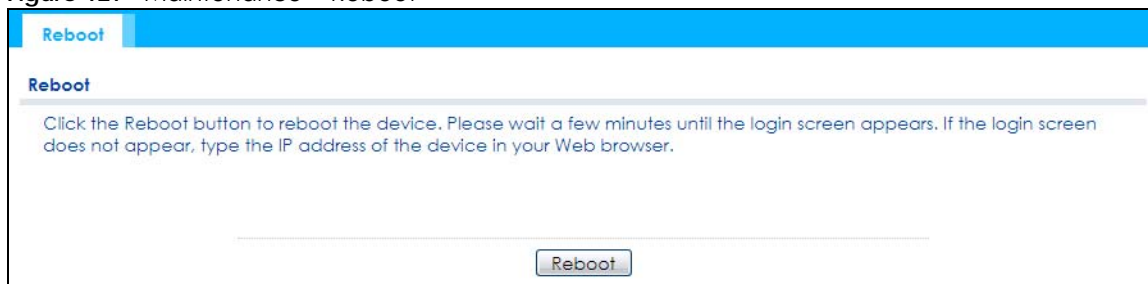 Reboot
Reboot
Click the Reboot button to reboot the device. Please wait a few minutes until the login screen appears. If the login screen
does not appear, type the IP address of the device in your Web browser.
Reboot